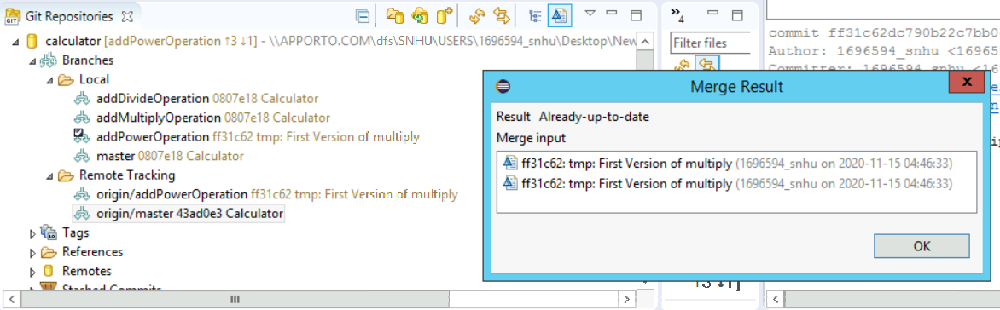 Git Repositories
calculator [addPowerOperation ↑3 ↓1] - \\APPORTO.COM\dfs\SNHU\USERS\1696594_snhu\Desktop\New
Branches
Local
addDivideOperation 0807e18 Calculator
addMultiplyOperation 0807e18 Calculator
addPowerOperation ff31c62 tmp: First Version of multiply
master 0807e18 Calculator
Remote Tracking
origin/addPowerOperation ff31c62 tmp: First Version of multiply
origin/master 43ad0e3 Calculator
Tags
References
Remotes
Stashed Commits
»4
Filter files
↑3 ↓1]
commit ff31c62dc790b22c7bb0
Author: 1696594_snhu <16965
Committer: 1696594_snhu <16
Merge Result
Result Already-up-to-date
Merge input
ff31c62: tmp: First Version of multiply (1696594_snhu on 2020-11-15 04:46:33)
ff31c62: tmp: First Version of multiply (1696594_snhu on 2020-11-15 04:46:33)
OK